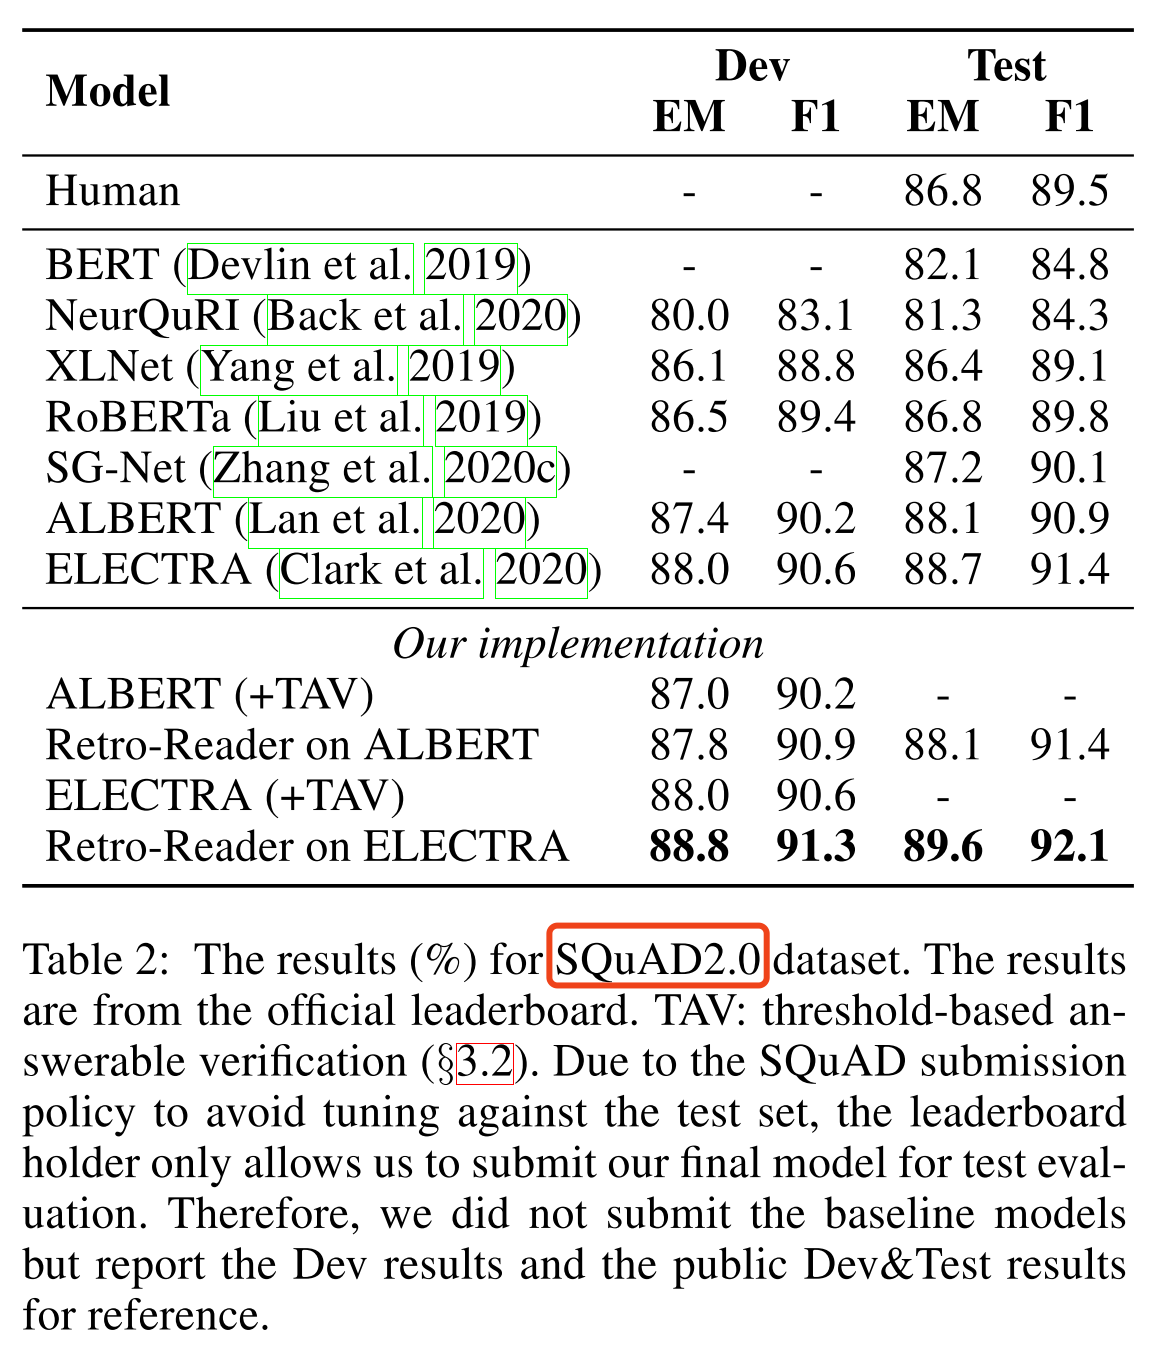 Model Dev Test
EM F1 EM F1
Human - - 86.8 89.5
BERT (Devlin et al. 2019) - - 82.1 84.8
NeurQuRI (Back et al. 2020) 80.0 83.1 81.3 84.3
XLNet (Yang et al. 2019) 86.1 88.8 86.4 89.1
RoBERTa (Liu et al. 2019) 86.5 89.4 86.8 89.8
SG-Net (Zhang et al. 2020c) - - 87.2 90.1
ALBERT (Lan et al. 2020) 87.4 90.2 88.1 90.9
ELECTRA (Clark et al. 2020) 88.0 90.6 88.7 91.4
Our implementation
ALBERT (+TAV) 87.0 90.2 - -
Retro-Reader on ALBERT 87.8 90.9 88.1 91.4
ELECTRA (+TAV) 88.0 90.6 - -
Retro-Reader on ELECTRA 88.8 91.3 89.6 92.1
Table 2: The results (%) for SQuAD2.0 dataset. The results
are from the official leaderboard. TAV: threshold-based an-
swerable verification (§3.2). Due to the SQuAD submission
policy to avoid tuning against the test set, the leaderboard
holder only allows us to submit our final model for test eval-
uation. Therefore, we did not submit the baseline models
but report the Dev results and the public Dev&Test results
for reference.